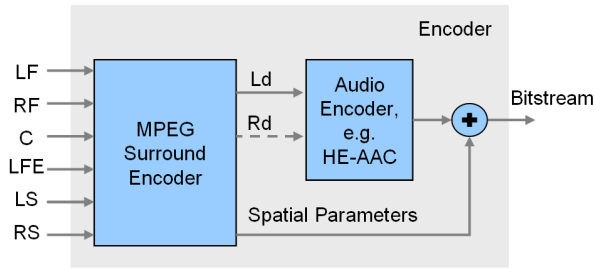 Encoder
LF
RF
C
LFE
LS
RS
MPEG
Surround
Encoder
Ld
Rd
Audio
Encoder,
e.g.
HE-AAC
Spatial Parameters
Bitstream